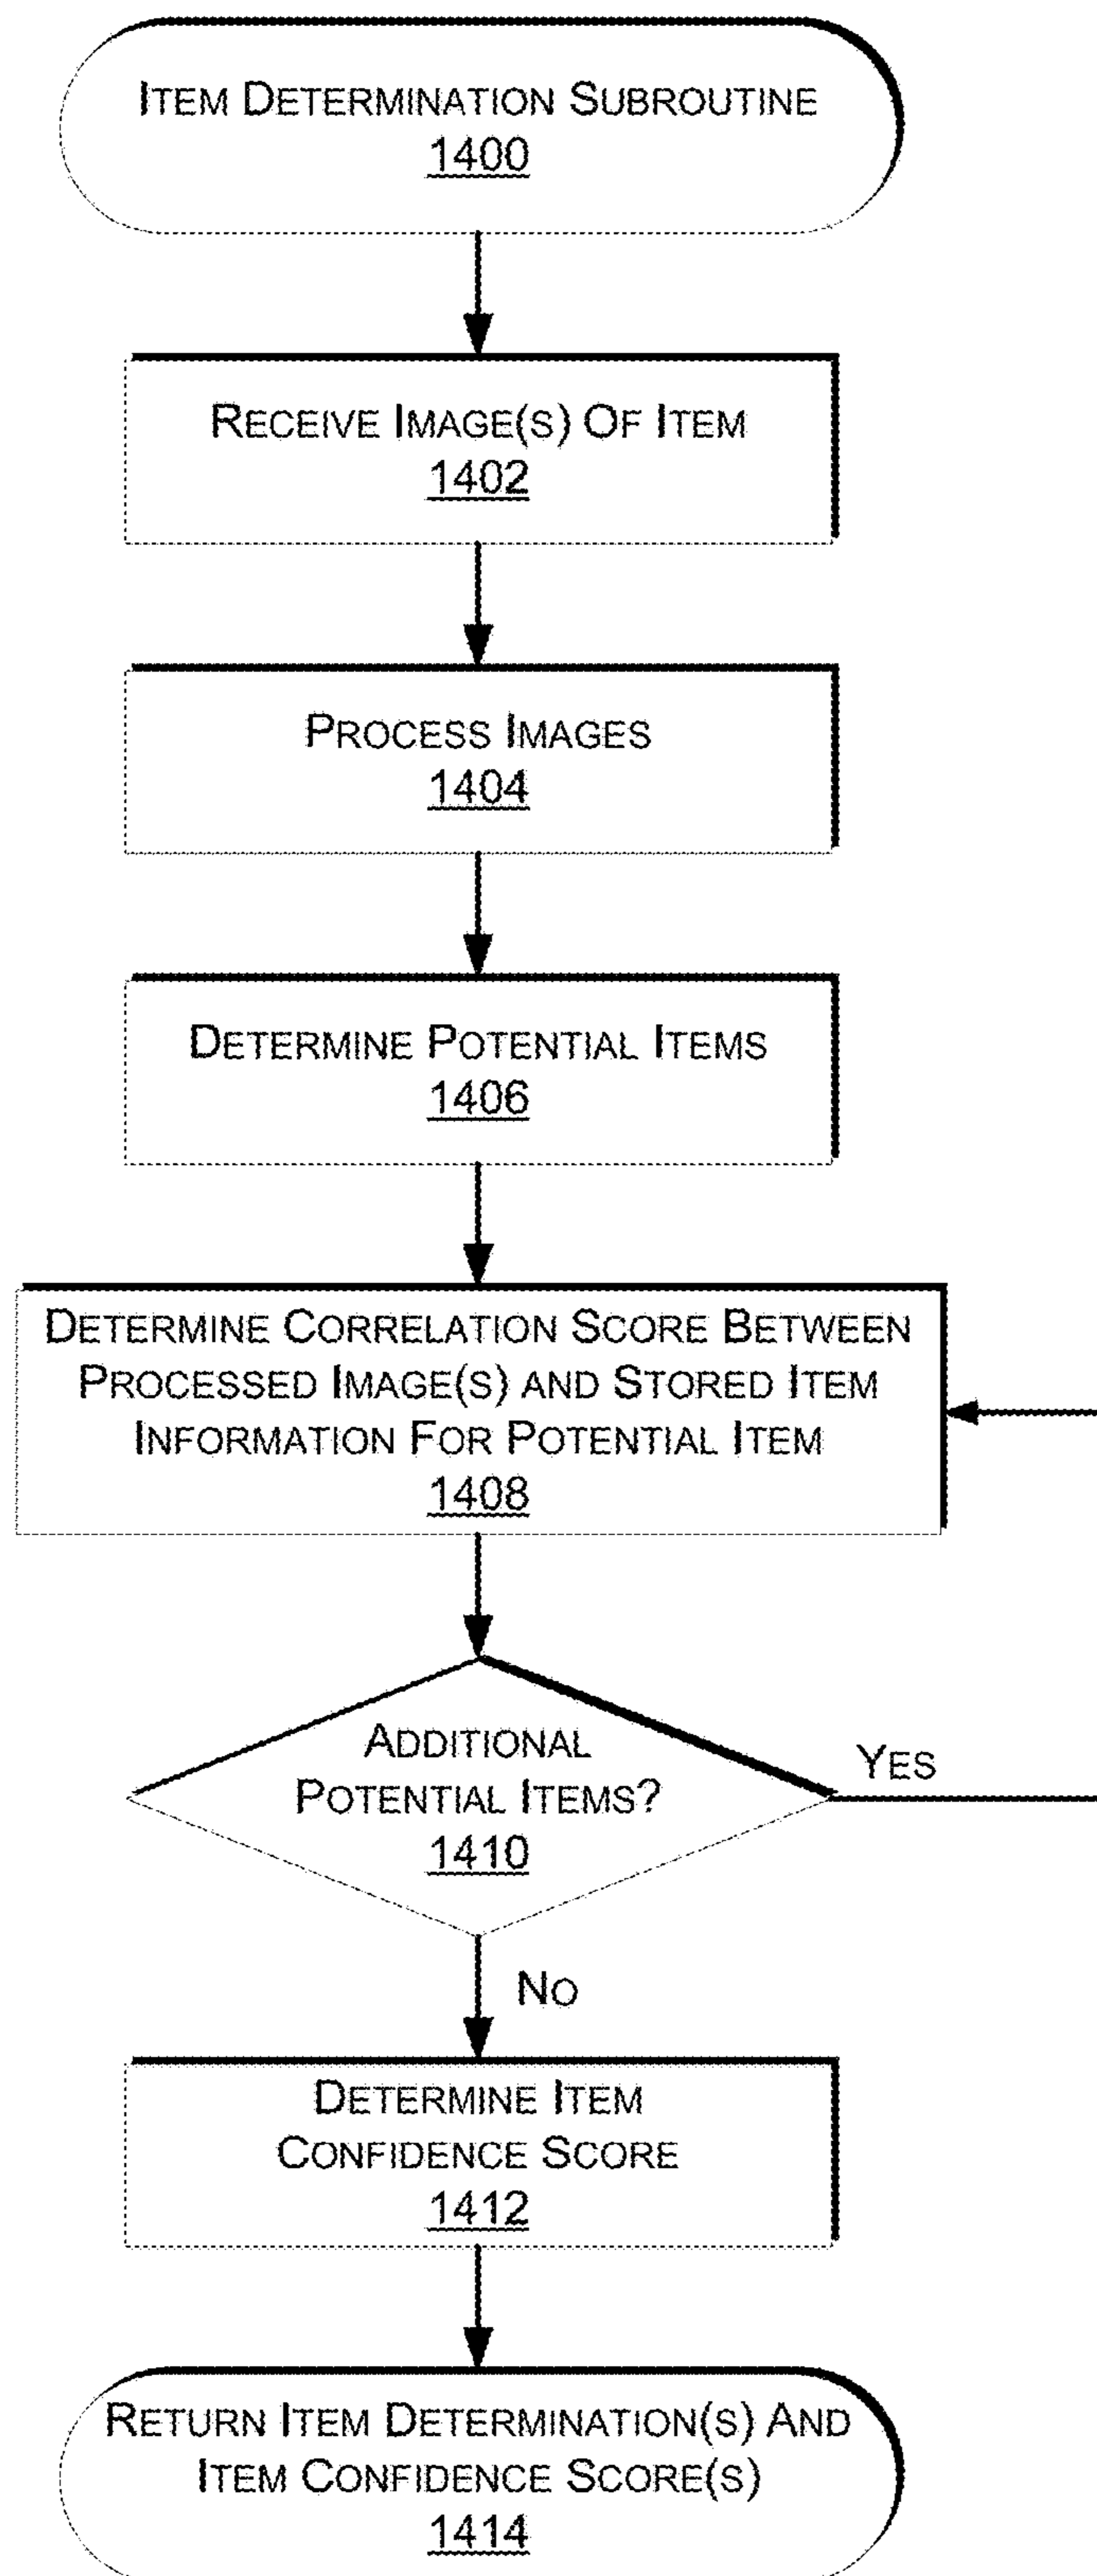 ITEM DETERMINATION SUBROUTINE
1400
RECEIVE IMAGE(S) OF ITEM
1402
PROCESS IMAGES
1404
DETERMINE POTENTIAL ITEMS
1406
DETERMINE CORRELATION SCORE BETWEEN
PROCESSED IMAGE(S) AND STORED ITEM
INFORMATION FOR POTENTIAL ITEM
1408
ADDITIONAL
POTENTIAL ITEMS?
1410
YES
NO
DETERMINE ITEM
CONFIDENCE SCORE
1412
RETURN ITEM DETERMINATION(S) AND
ITEM CONFIDENCE SCORE(S)
1414